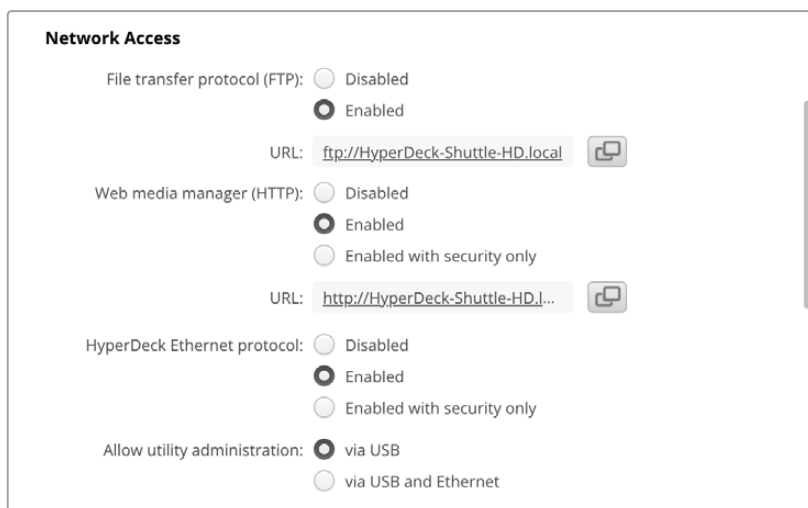 Network Access
File transfer protocol (FTP): Disabled
Enabled
URL: ftp://HyperDeck-Shuttle-HD.local
Web media manager (HTTP): Disabled
Enabled
Enabled with security only
URL: http://HyperDeck-Shuttle-HD.l...
HyperDeck Ethernet protocol: Disabled
Enabled
Enabled with security only
Allow utility administration: via USB
via USB and Ethernet